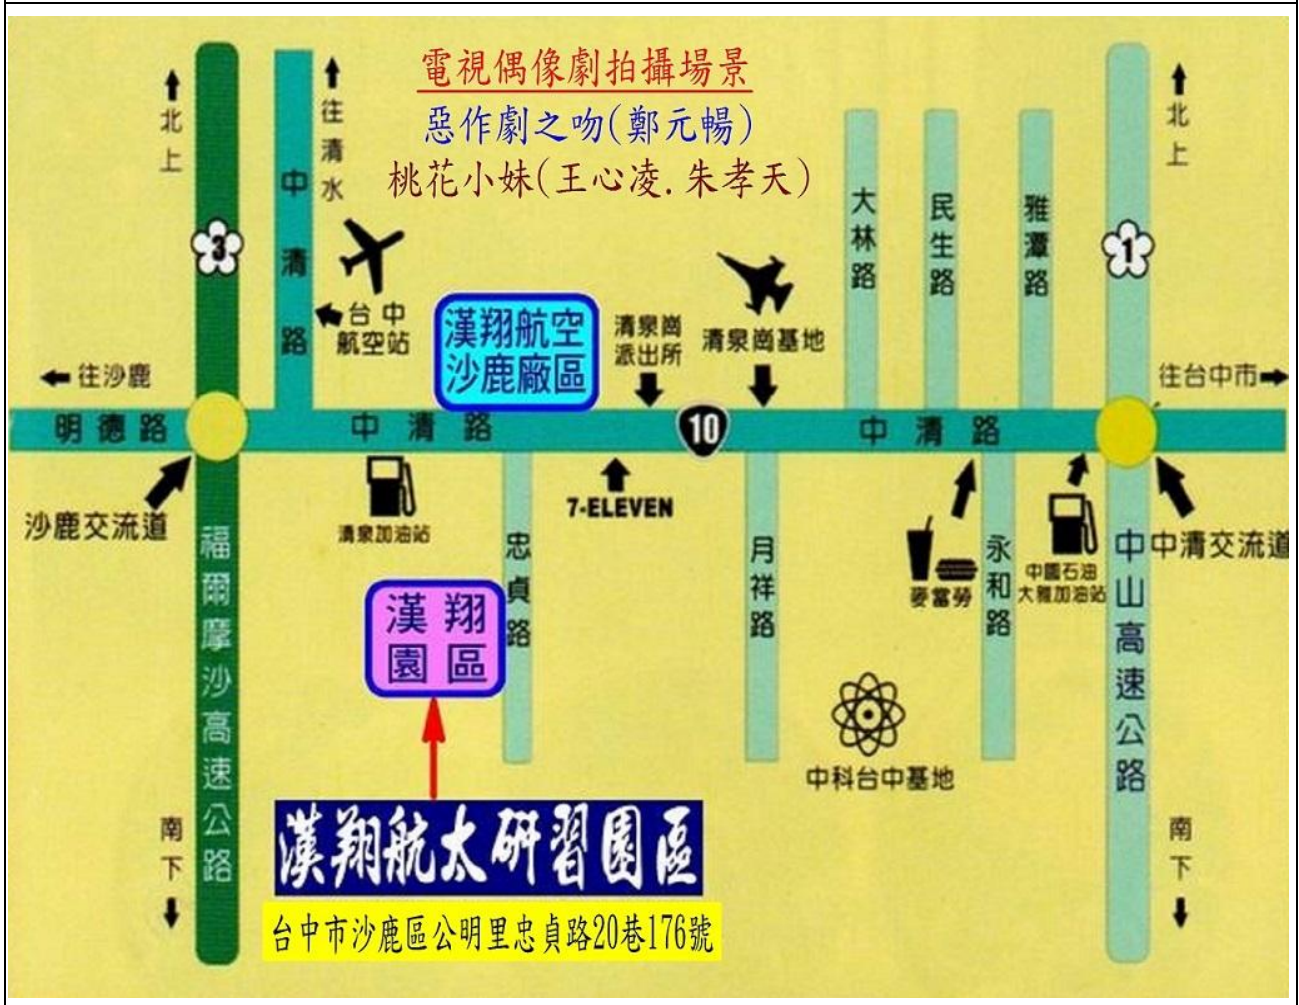 電視偶像劇拍攝場景
惡作劇之吻(鄭元暢)
桃花小妹(王心凌.朱孝天)
北上
往清水
中清路
3
台中
航空站
漢翔航空
沙鹿廠區
清泉崗
派出所
清泉崗基地
大林路
民生路
雅潭路
北上
1
往沙鹿
往台中市
明德路
中清路
10
中清路
沙鹿交流道
清泉加油站
7-ELEVEN
忠貞路
月祥路
麥當勞
永和路
中國石油
大雅加油站
中清交流道
福爾摩沙高速公路
中山高速公路
漢翔
園區
中科台中基地
南下
南下
漢翔航太研習園區
台中市沙鹿區公明里忠貞路20巷176號